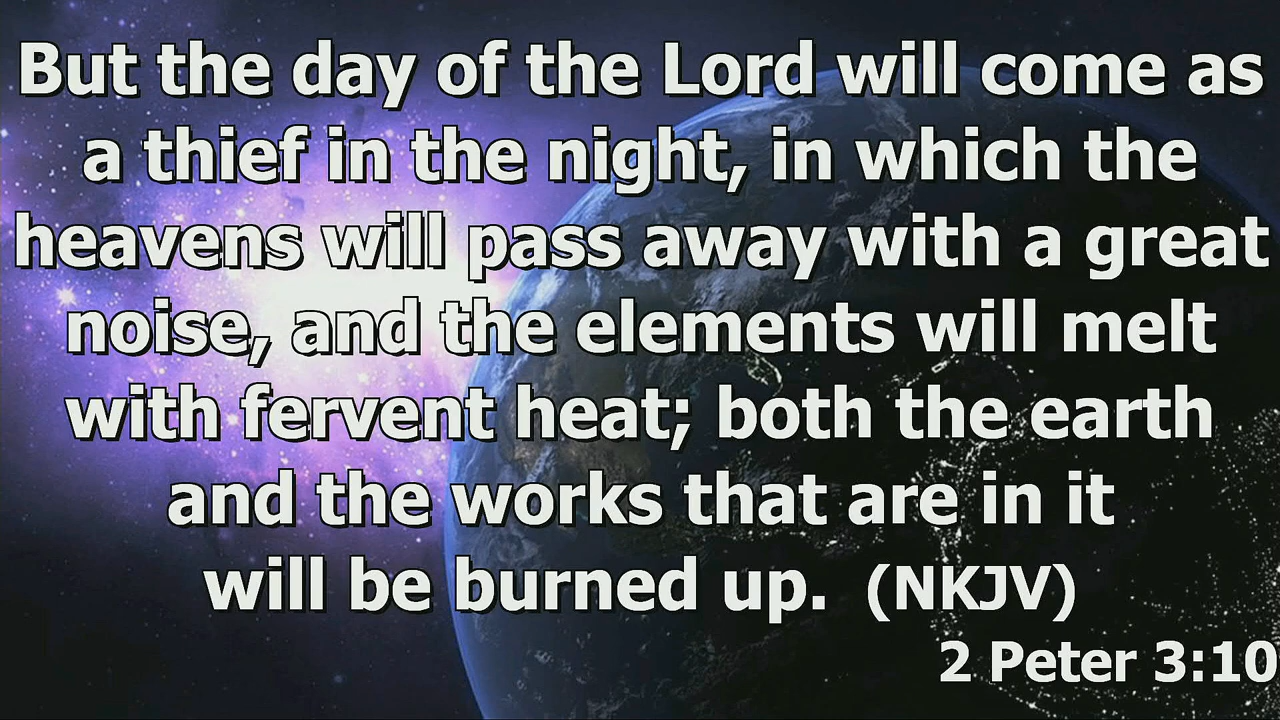 But the day of the Lord will come as
a thief in the night, in which the
heavens will pass away with a great
noise, and the elements will melt
with fervent heat; both the earth
and the works that are in it
will be burned up. (NKJV)
2 Peter 3:10